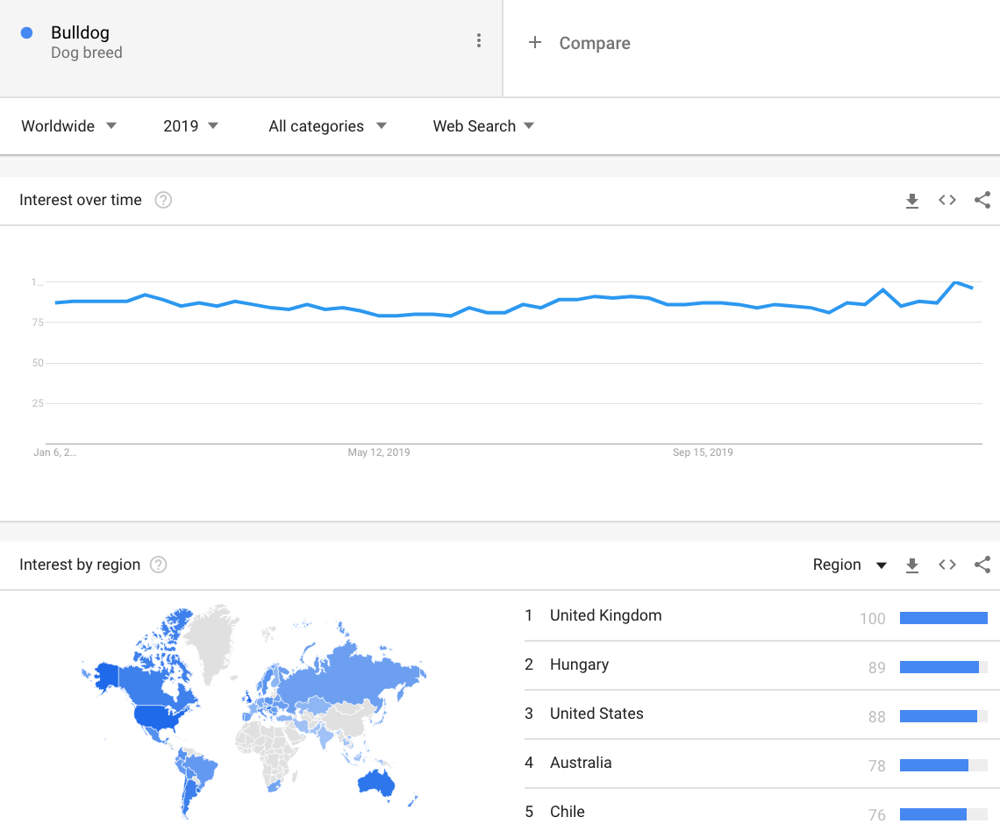 Bulldog
Dog breed
+ Compare
Worldwide 2019 All categories Web Search
Interest over time ?
1...
75
50
25
Jan 6, 2... May 12, 2019 Sep 15, 2019
Interest by region ? Region
1 United Kingdom 100
2 Hungary 89
3 United States 88
4 Australia 78
5 Chile 76